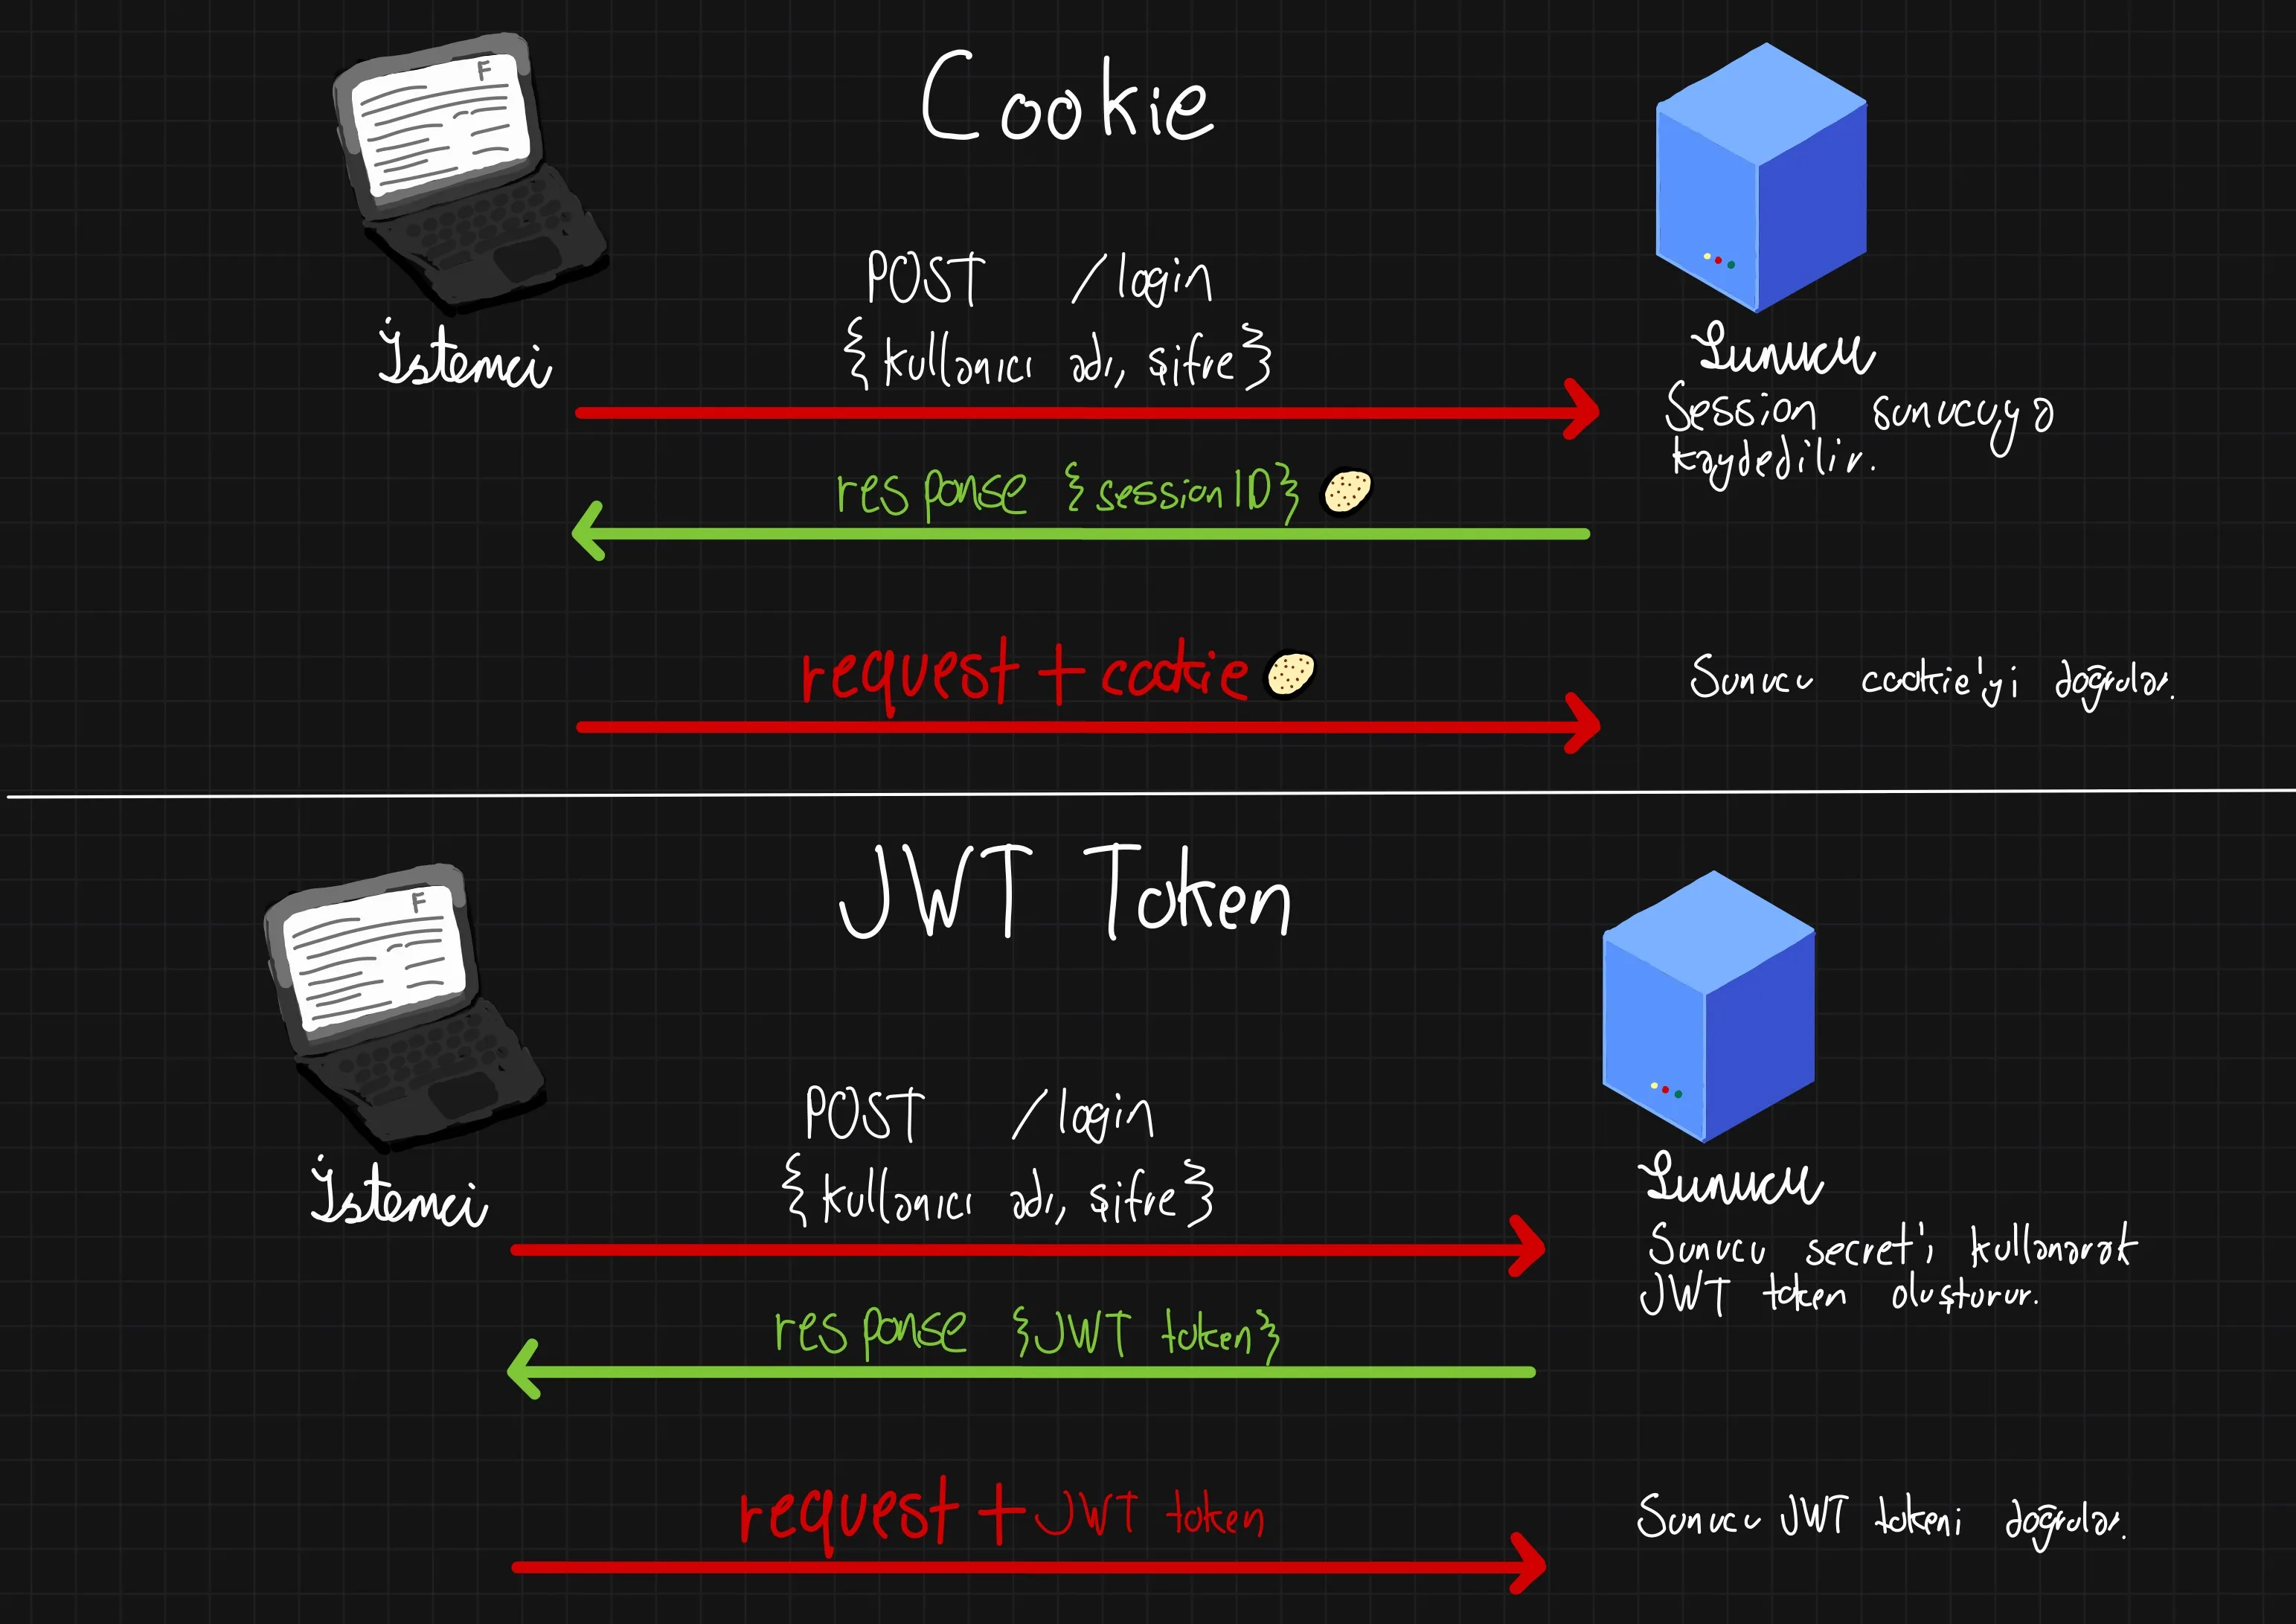 F
Cookie
POST /login
{kullanıcı adı, şifre}
İstemci
Sunucu
Session sunucuya
kaydedilir.
response {sessionID}
request + cookie
Sunucu cookie'yi doğrular.
JWT Token
F
POST /login
{kullanıcı adı, şifre}
İstemci
Sunucu
Sunucu secret'ı kullanarak
JWT token oluşturur.
response {JWT token}
request + JWT token
Sunucu JWT tokeni doğrular.